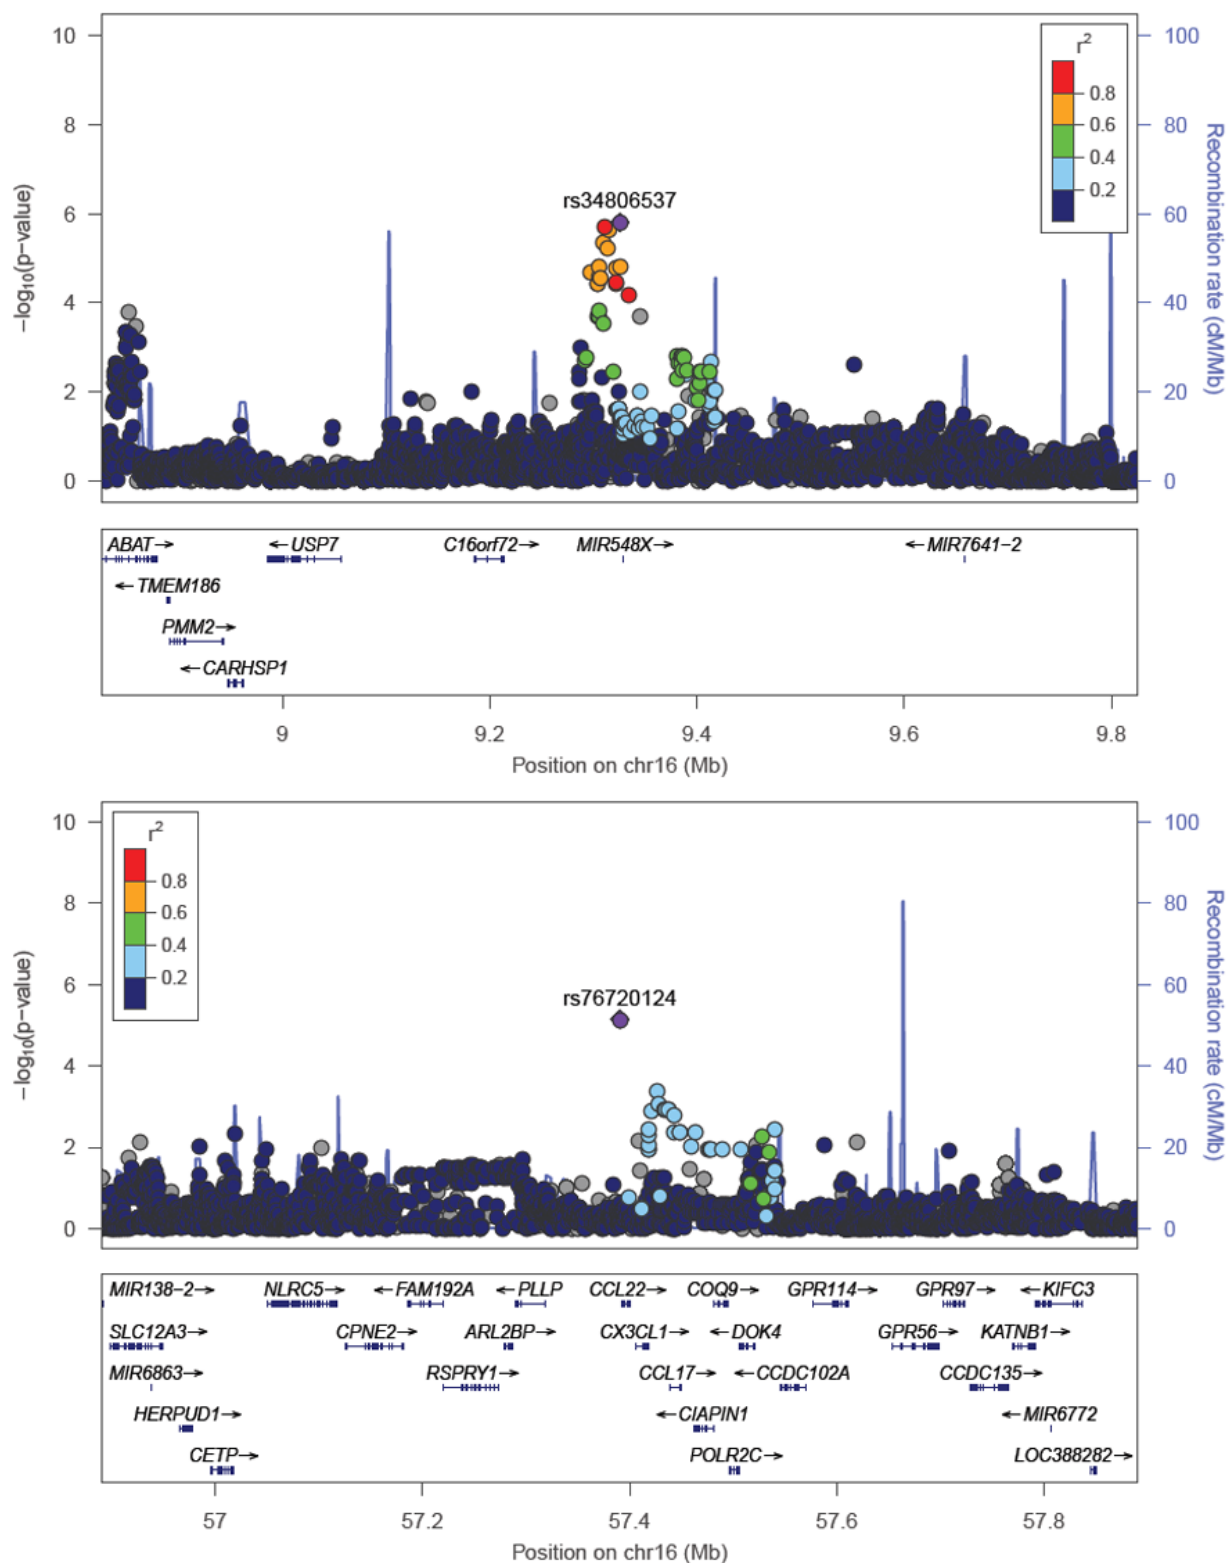 10
8
6
4
2
0
−log10(p−value)
rs34806537
r2
0.8
0.6
0.4
0.2
100
80
60
40
20
0
Recombination rate (cM/Mb)
ABAT→
←USP7
C16orf72→
MIR548X→
←MIR7641−2
←TMEM186
PMM2→
←CARHSP1
9
9.2
9.4
9.6
9.8
Position on chr16 (Mb)
10
8
6
4
2
0
−log10(p−value)
r2
0.8
0.6
0.4
0.2
rs76720124
100
80
60
40
20
0
Recombination rate (cM/Mb)
MIR138−2→
NLRC5→
←FAM192A
←PLLP
CCL22→
COQ9→
GPR114→
GPR97→
←KIFC3
SLC12A3→
CPNE2→
ARL2BP→
CX3CL1→
←DOK4
GPR56→
KATNB1→
MIR6863→
RSPRY1→
CCL17→
←CCDC102A
CCDC135→
HERPUD1→
←CIAPIN1
←MIR6772
CETP→
POLR2C→
LOC388282→
57
57.2
57.4
57.6
57.8
Position on chr16 (Mb)